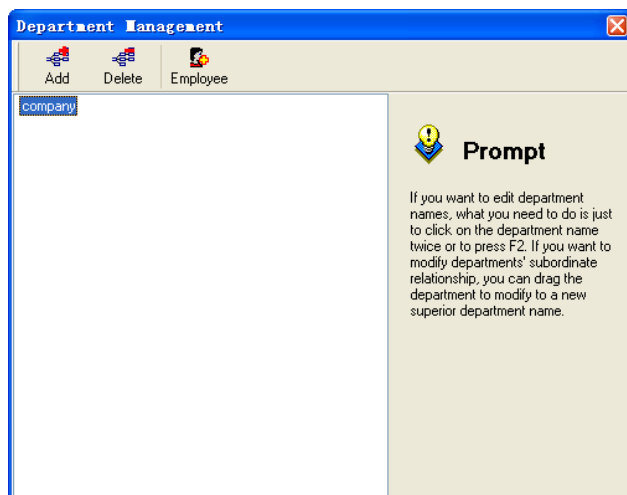 Department Management
Add Delete Employee
company
Prompt
If you want to edit department
names, what you need to do is just
to click on the department name
twice or to press F2. If you want to
modify departments' subordinate
relationship, you can drag the
department to modify to a new
superior department name.